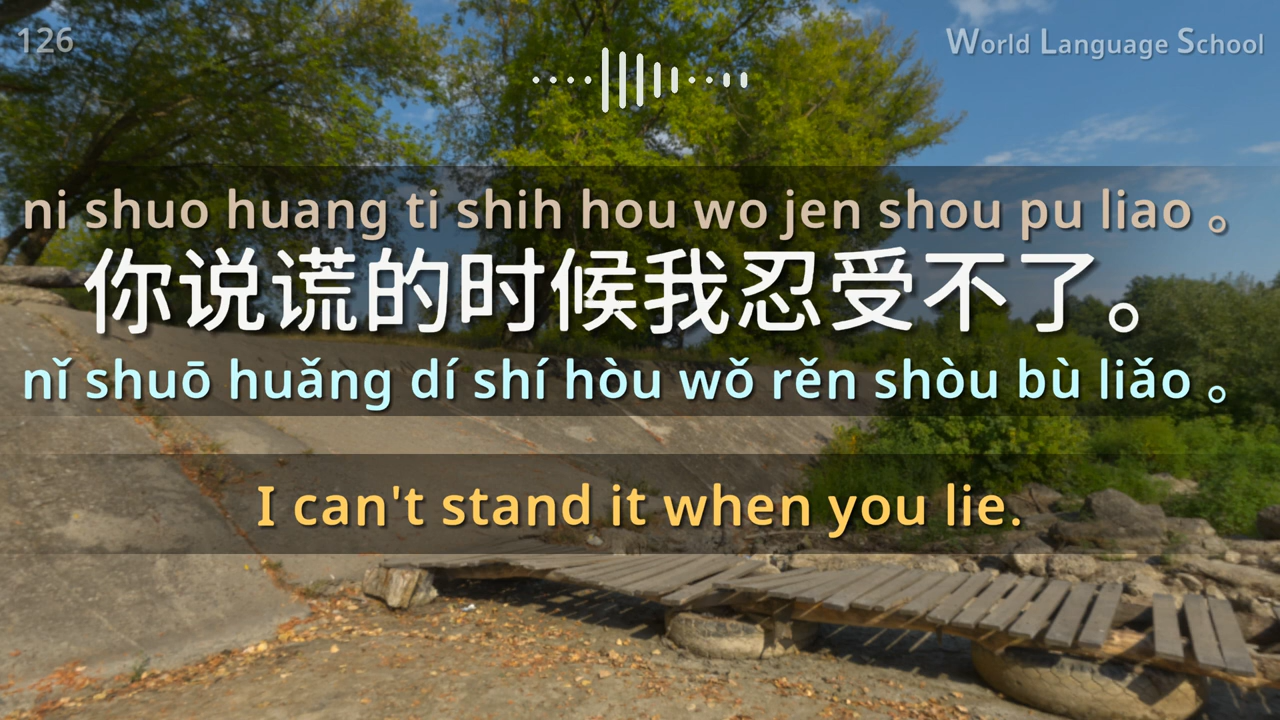 126
World Language School
ni shuo huang ti shih hou wo jen shou pu liao 。
你说谎的时候我忍受不了。
nǐ shuō huǎng dí shí hòu wǒ rěn shòu bù liǎo 。
I can't stand it when you lie.